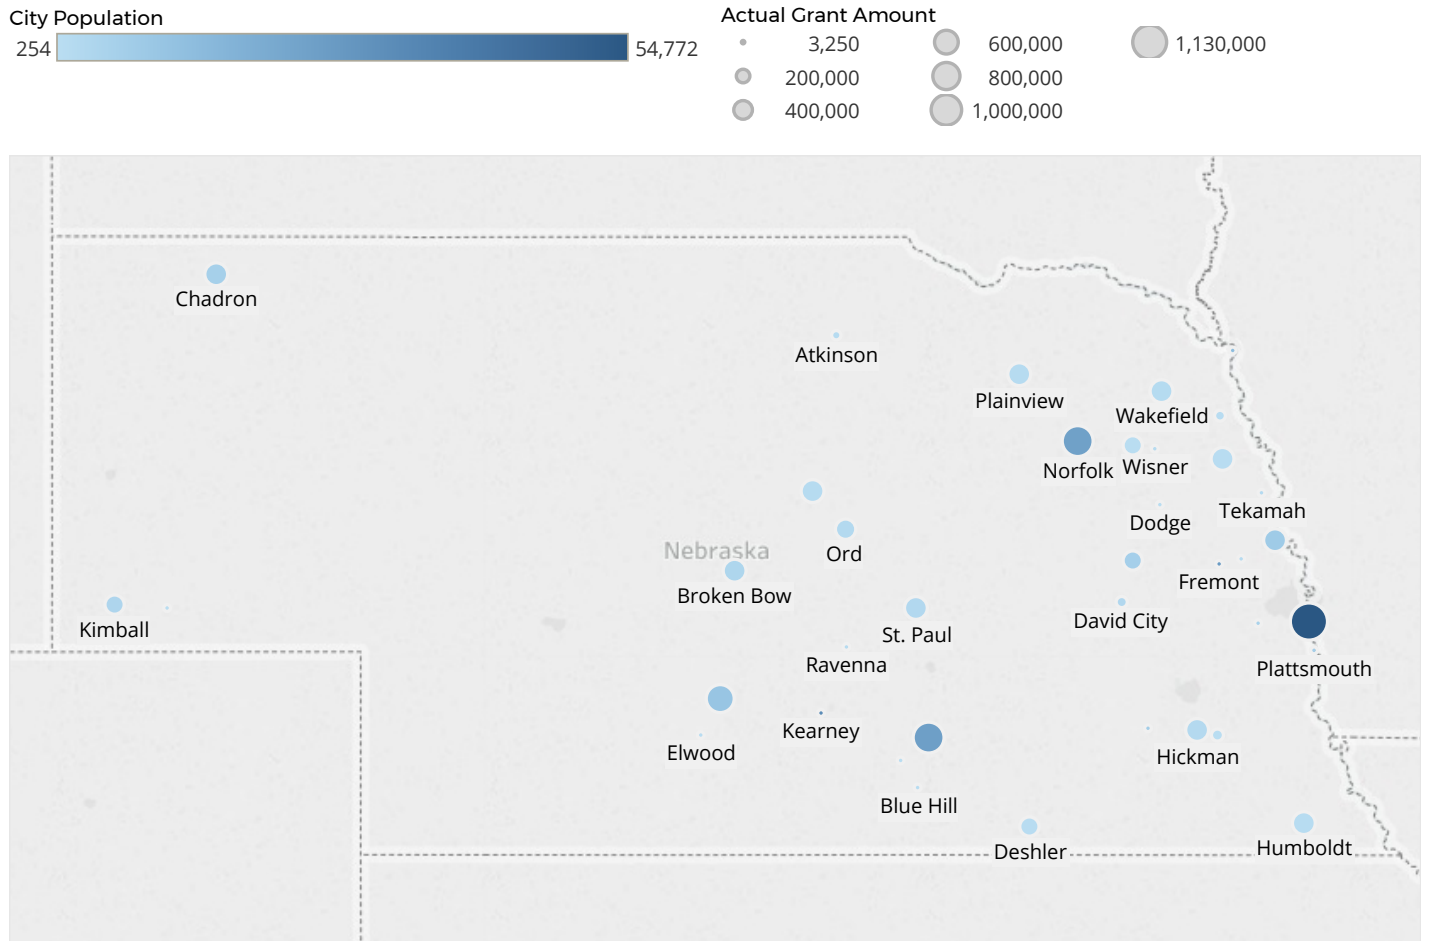 City Population
254
54,772
Actual Grant Amount
3,250
200,000
400,000
600,000
800,000
1,000,000
1,130,000
Chadron
Atkinson
Plainview
Wakefield
Norfolk
Wisner
Tekamah
Dodge
Ord
Nebraska
Fremont
Broken Bow
Kimball
David City
St. Paul
Ravenna
Plattsmouth
Kearney
Elwood
Hickman
Blue Hill
Deshler
Humboldt